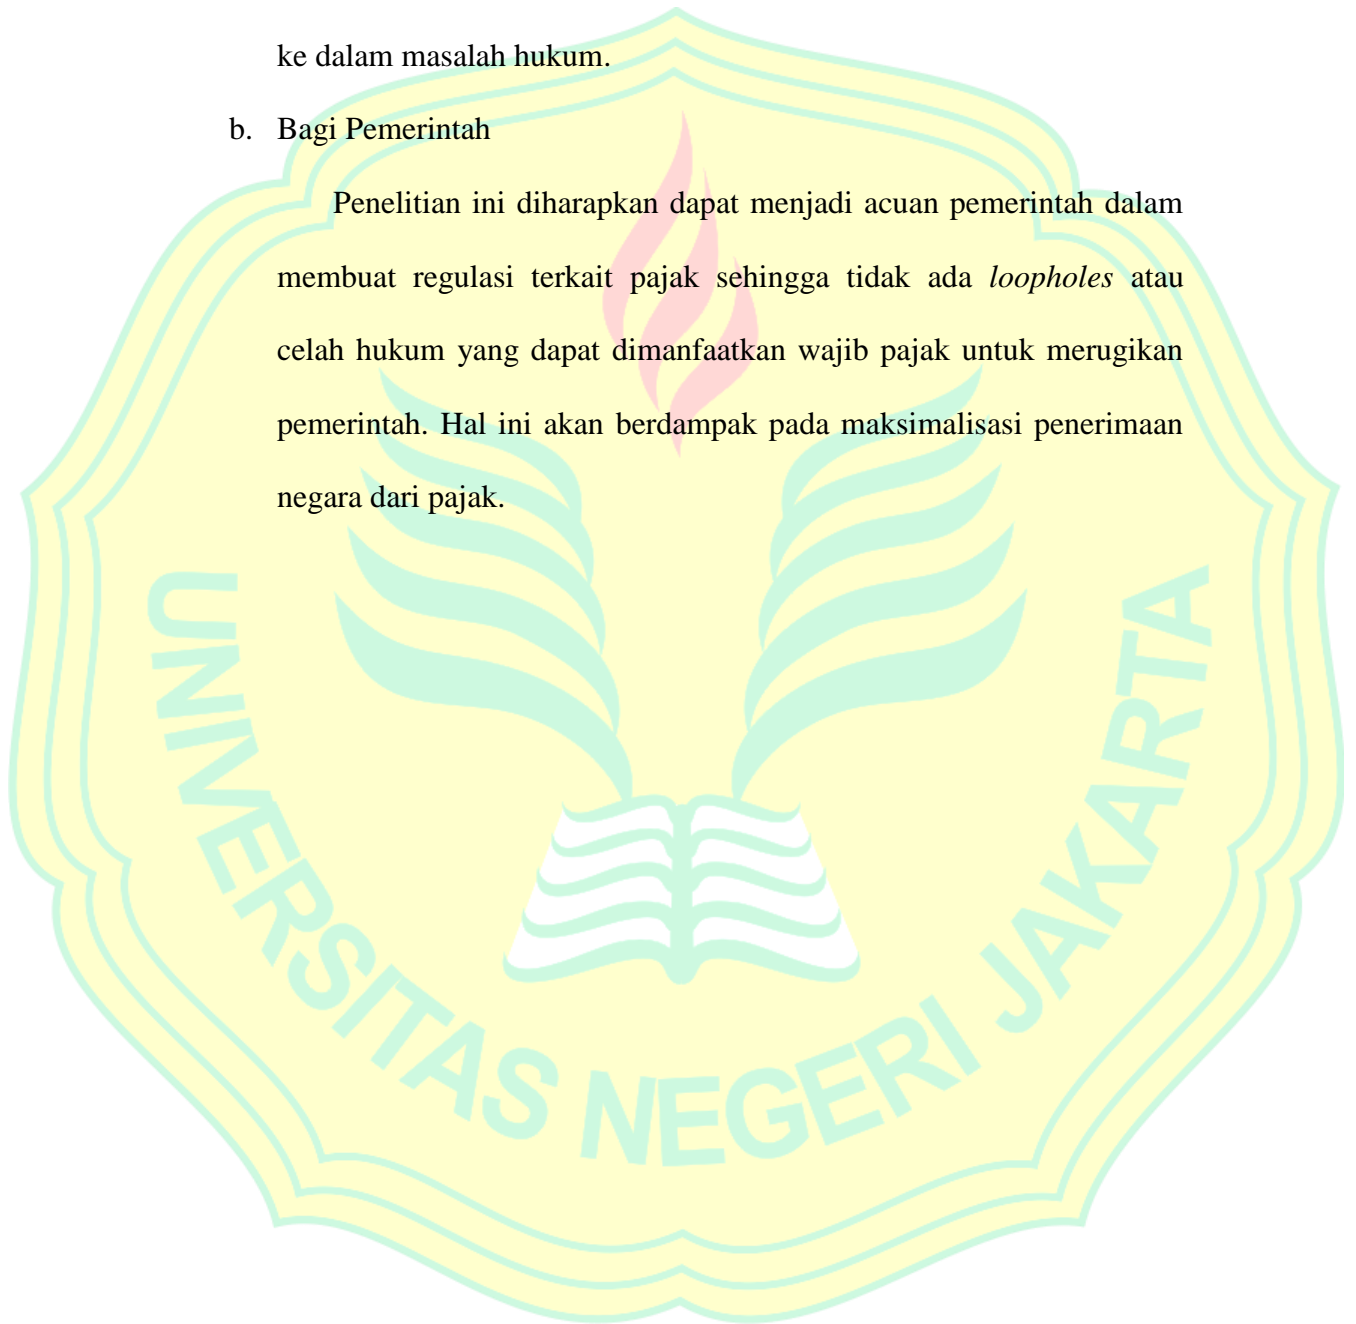 ke dalam masalah hukum.
b. Bagi Pemerintah
Penelitian ini diharapkan dapat menjadi acuan pemerintah dalam
membuat regulasi terkait pajak sehingga tidak ada loopholes atau
celah hukum yang dapat dimanfaatkan wajib pajak untuk merugikan
pemerintah. Hal ini akan berdampak pada maksimalisasi penerimaan
negara dari pajak.
UNIVERSITAS NEGERI JAKARTA